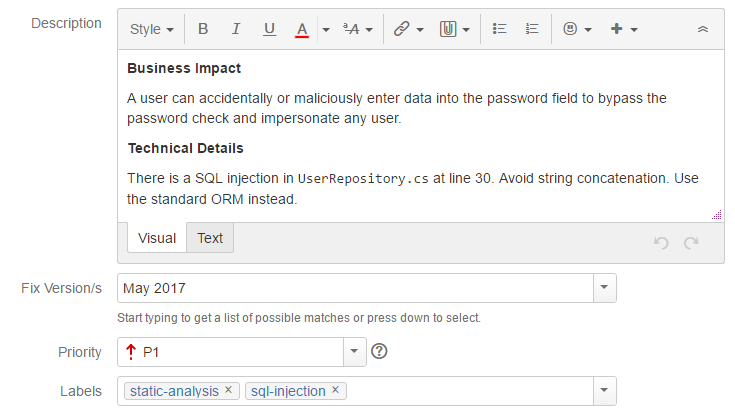 Description
Style B I U A ªA
Business Impact
A user can accidentally or maliciously enter data into the password field to bypass the
password check and impersonate any user.
Technical Details
There is a SQL injection in UserRepository.cs at line 30. Avoid string concatenation. Use
the standard ORM instead.
Visual Text
Fix Version/s May 2017
Start typing to get a list of possible matches or press down to select.
Priority P1 ?
Labels static-analysis × sql-injection ×